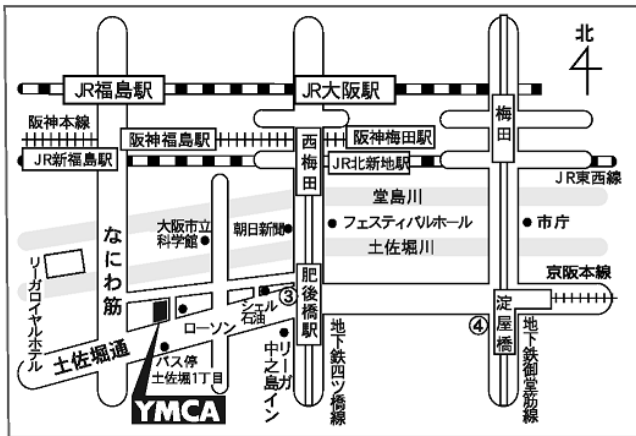 北
JR福島駅
JR大阪駅
阪神本線
阪神福島駅
西梅田
阪神梅田駅
梅田
JR新福島駅
JR北新地駅
JR東西線
堂島川
大阪市立
科学館
朝日新聞
フェスティバルホール
市庁
土佐堀川
なにわ筋
リーガロイヤルホテル
京阪本線
シェル
石油
③
肥後橋駅
淀屋橋
④
ローソン
土佐堀通
バス停
土佐堀1丁目
リーガ
中之島イン
地下鉄四ツ橋線
地下鉄御堂筋線
YMCA